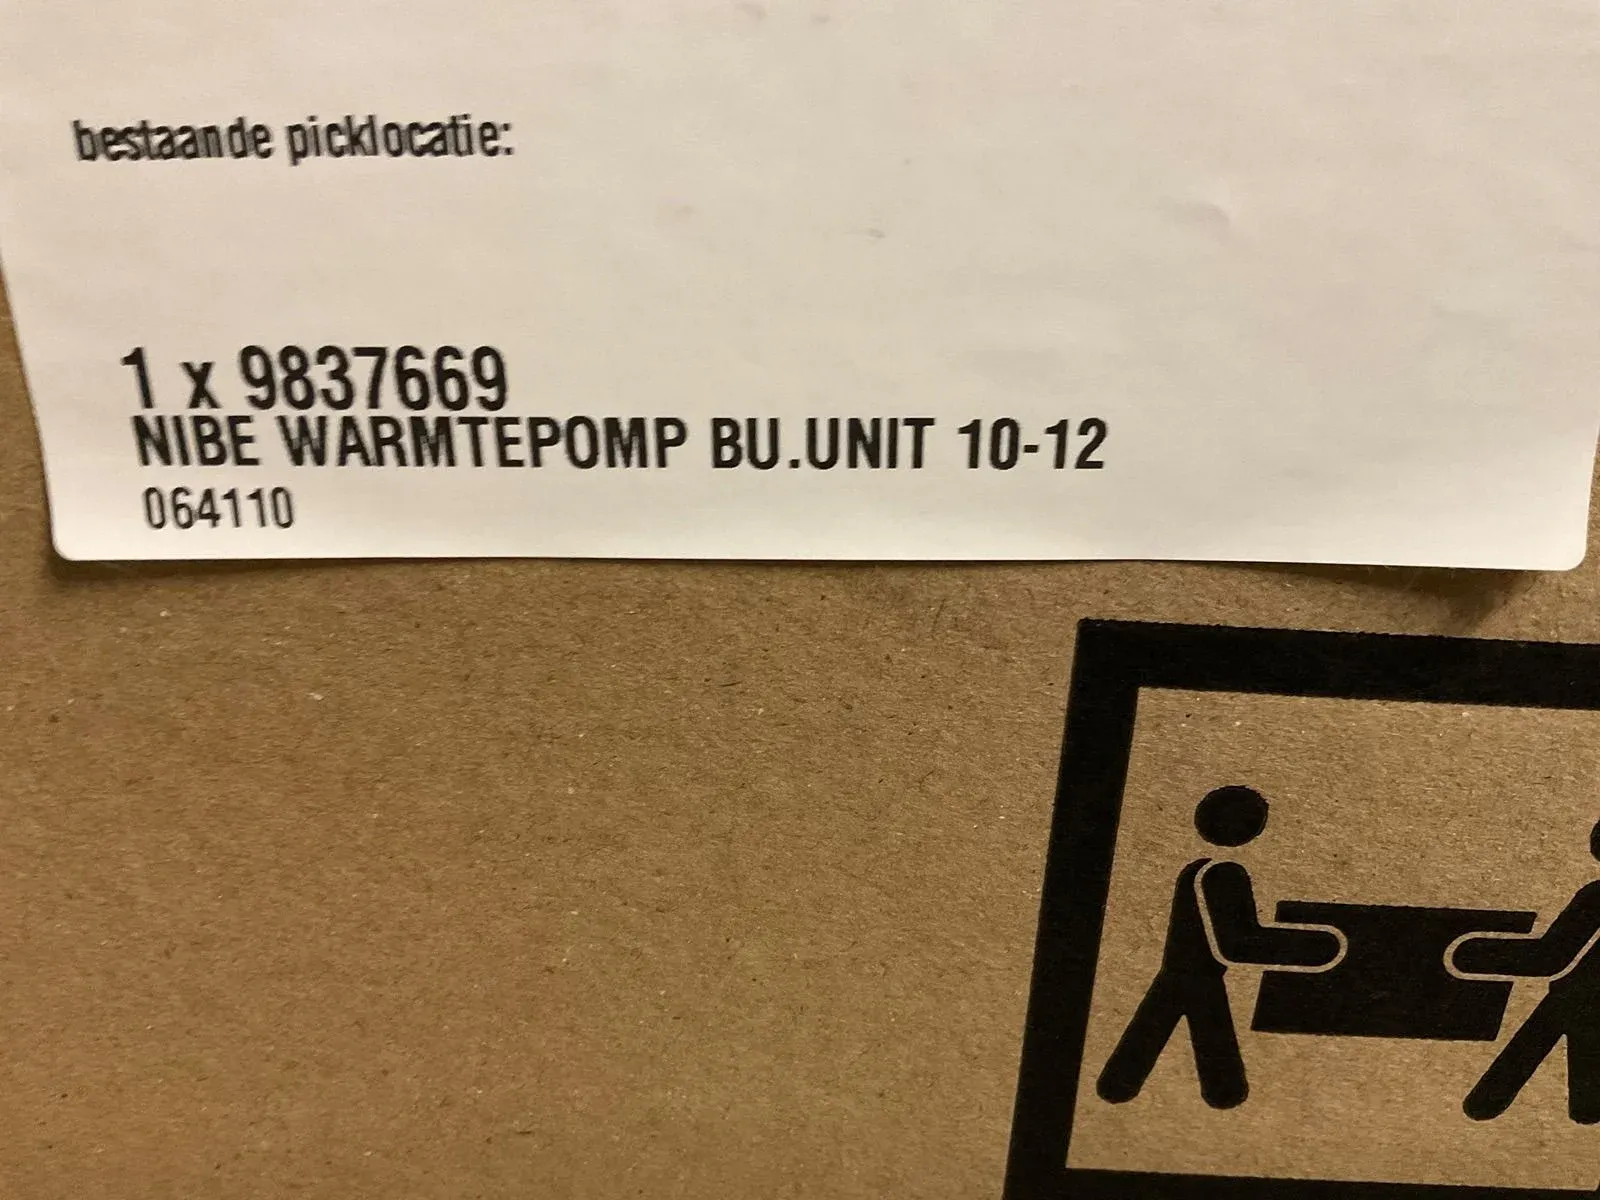 bestaande picklocatie:
1 x 9837669
NIBE WARMTEPOMP BU.UNIT 10-12
064110